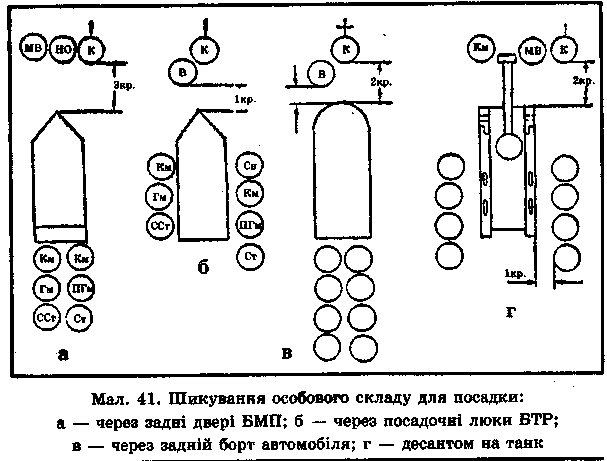 МВ НО К К К Км МВ К
В В
3кр. 1кр. 2кр. 2кр.
Км Сн
Гм Км
ССт ПГм
Ст
Км Км
Гм ПГм
ССт Ст
1кр.
а б в г
Мал. 41. Шикування особового складу для посадки:
а — через задні двері БМП; б — через посадочні люки БТР;
в — через задній борт автомобіля; г — десантом на танк